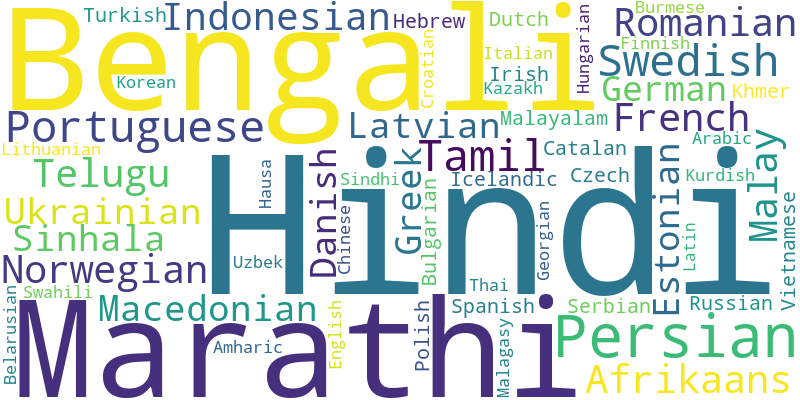 Turkish
Indonesian
Hebrew
Dutch
Hungarian
Burmese
Romanian
Bengali
Croatian
Italian
Finnish
Swedish
Korean
Irish
Kazakh
German
Khmer
Portuguese
Latvian
Malayalam
French
Lithuanian
Tamil
Catalan
Arabic
Malay
Telugu
Hausa
Danish
Sindhi
Greek
Icelandic
Czech
Estonian
Kurdish
Ukrainian
Hindi
Chinese
Bulgarian
Georgian
Latin
Vietnamese
Sinhala
Norwegian
Uzbek
Thai
Swahili
Belarusian
Macedonian
Marathi
English
Polish
Spanish
Serbian
Russian
Amharic
Malagasy
Persian
Afrikaans